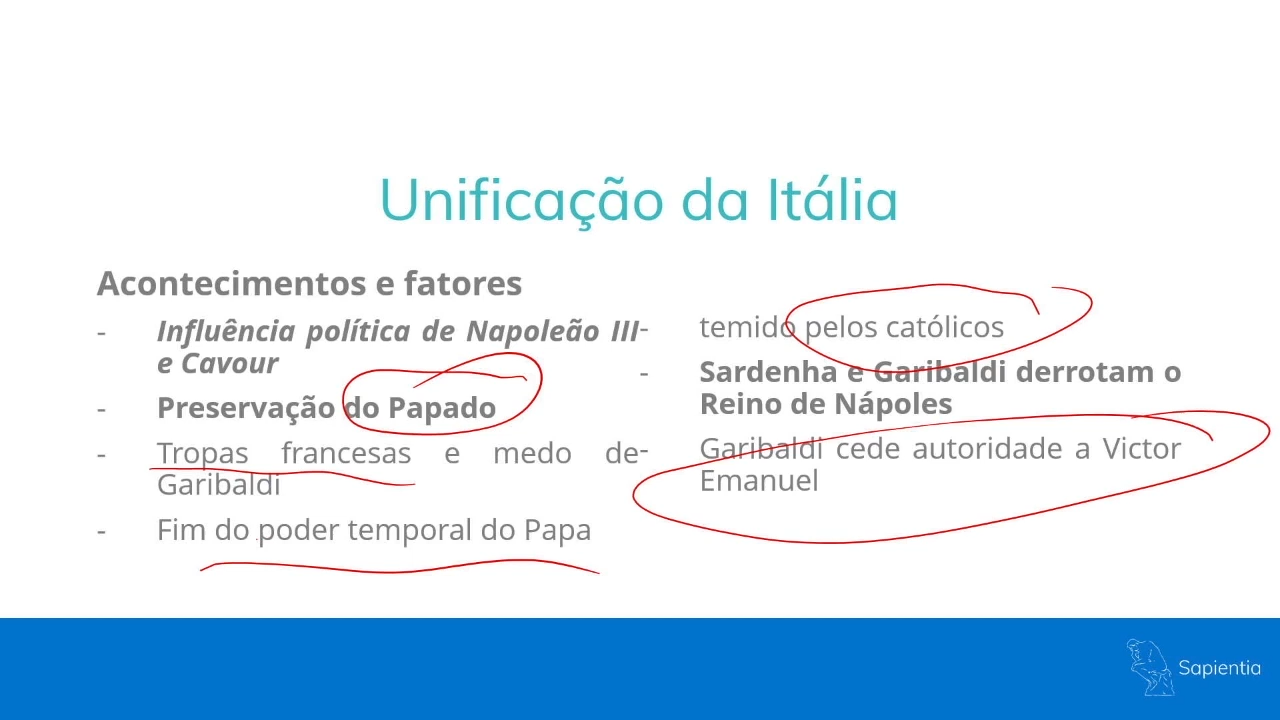 Unificação da Itália
Acontecimentos e fatores
- Influência política de Napoleão III
e Cavour
- Preservação do Papado
- Tropas francesas e medo de
Garibaldi
- Fim do poder temporal do Papa
- temido pelos católicos
- Sardenha e Garibaldi derrotam o
Reino de Nápoles
- Garibaldi cede autoridade a Victor
Emanuel
Sapientia